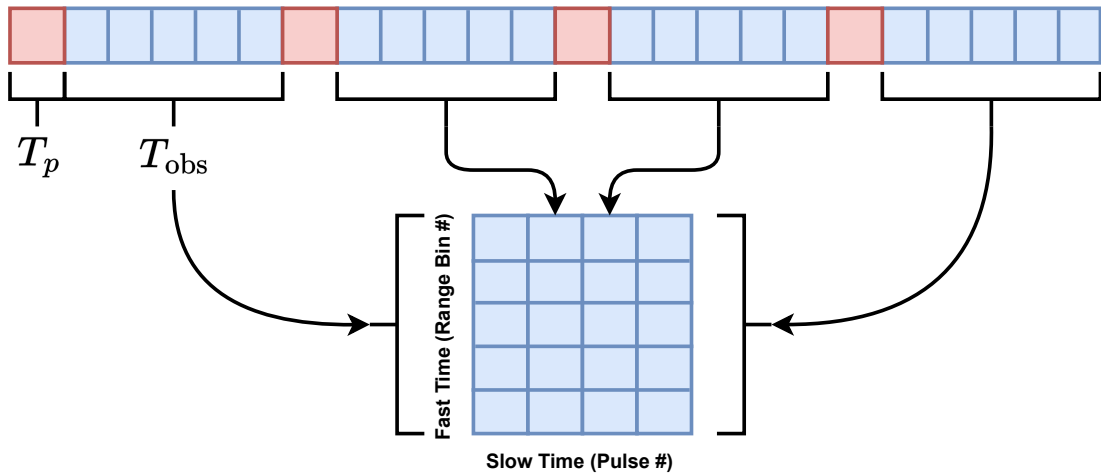 T_p
T_obs
Fast Time (Range Bin #)
Slow Time (Pulse #)